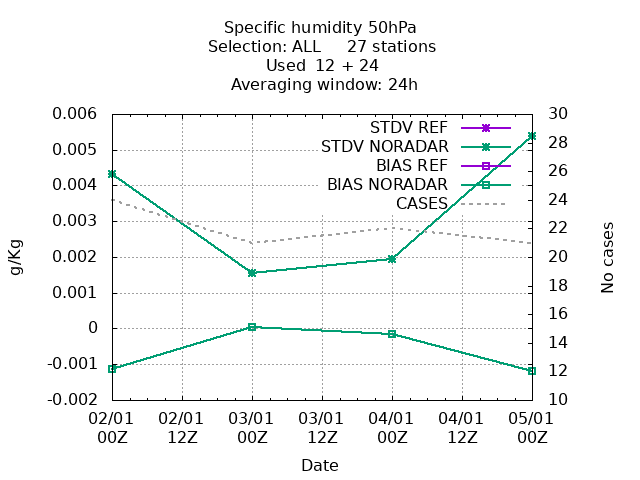 Specific humidity 50hPa
Selection: ALL     27 stations
Used  12 + 24
Averaging window: 24h
0.006
0.005
0.004
0.003
0.002
0.001
0
-0.001
-0.002
g/Kg
STDV REF
STDV NORADAR
BIAS REF
BIAS NORADAR
CASES
30
28
26
24
22
20
18
16
14
12
10
No cases
02/01 02/01 03/01 03/01 04/01 04/01 05/01
00Z 12Z 00Z 12Z 00Z 12Z 00Z
Date